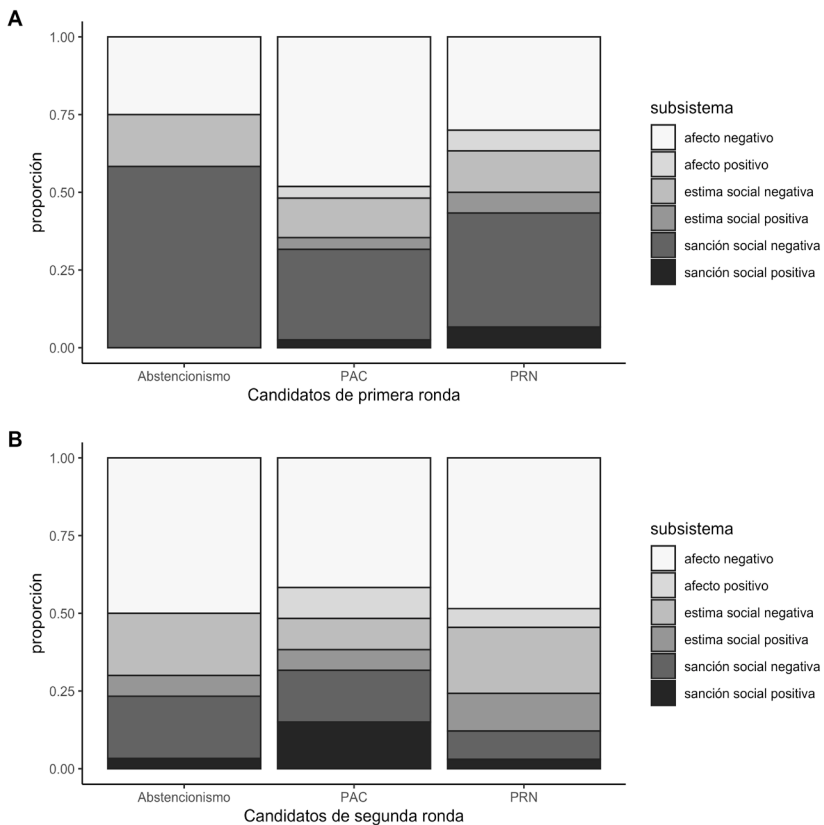 A
1.00
0.75
0.50
0.25
0.00
proporción
Abstencionismo
PAC
PRN
Candidatos de primera ronda
subsistema
afecto negativo
afecto positivo
estima social negativa
estima social positiva
sanción social negativa
sanción social positiva
B
1.00
0.75
0.50
0.25
0.00
proporción
Abstencionismo
PAC
PRN
Candidatos de segunda ronda
subsistema
afecto negativo
afecto positivo
estima social negativa
estima social positiva
sanción social negativa
sanción social positiva